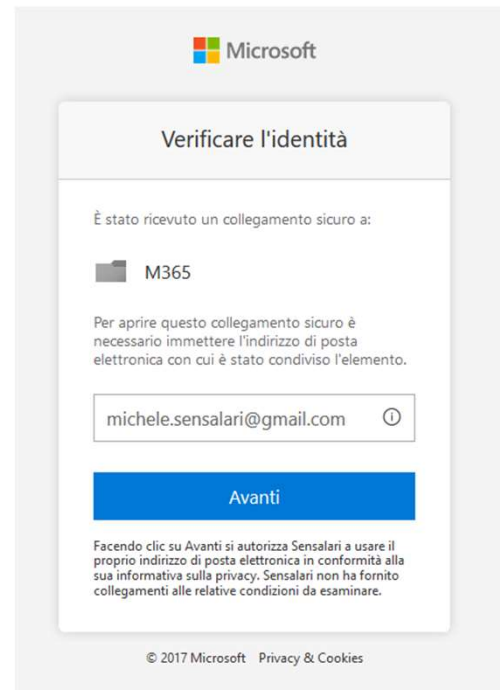 Microsoft
Verificare l'identità
È stato ricevuto un collegamento sicuro a:
M365
Per aprire questo collegamento sicuro è
necessario immettere l'indirizzo di posta
elettronica con cui è stato condiviso l'elemento.
michele.sensalari@gmail.com
Avanti
Facendo clic su Avanti si autorizza Sensalari a usare il
proprio indirizzo di posta elettronica in conformità alla
sua informativa sulla privacy. Sensalari non ha fornito
collegamenti alle relative condizioni da esaminare.
© 2017 Microsoft Privacy & Cookies